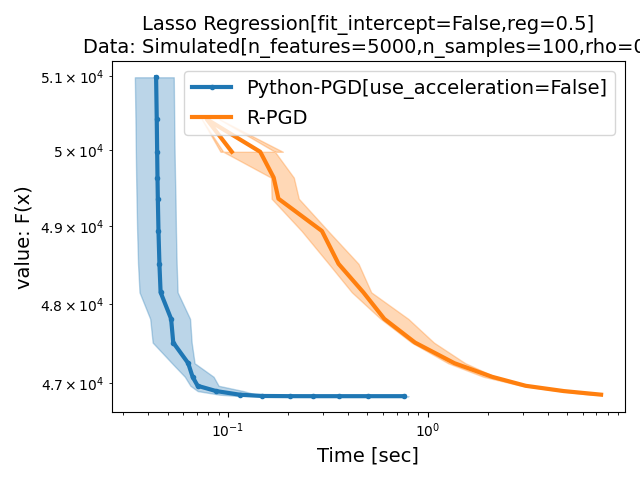 Lasso Regression[fit_intercept=False,reg=0.5]
Data: Simulated[n_features=5000,n_samples=100,rho=0
Python-PGD[use_acceleration=False]
R-PGD
value: F(x)
5.1 × 10⁴
5 × 10⁴
4.9 × 10⁴
4.8 × 10⁴
4.7 × 10⁴
10⁻¹
10⁰
Time [sec]